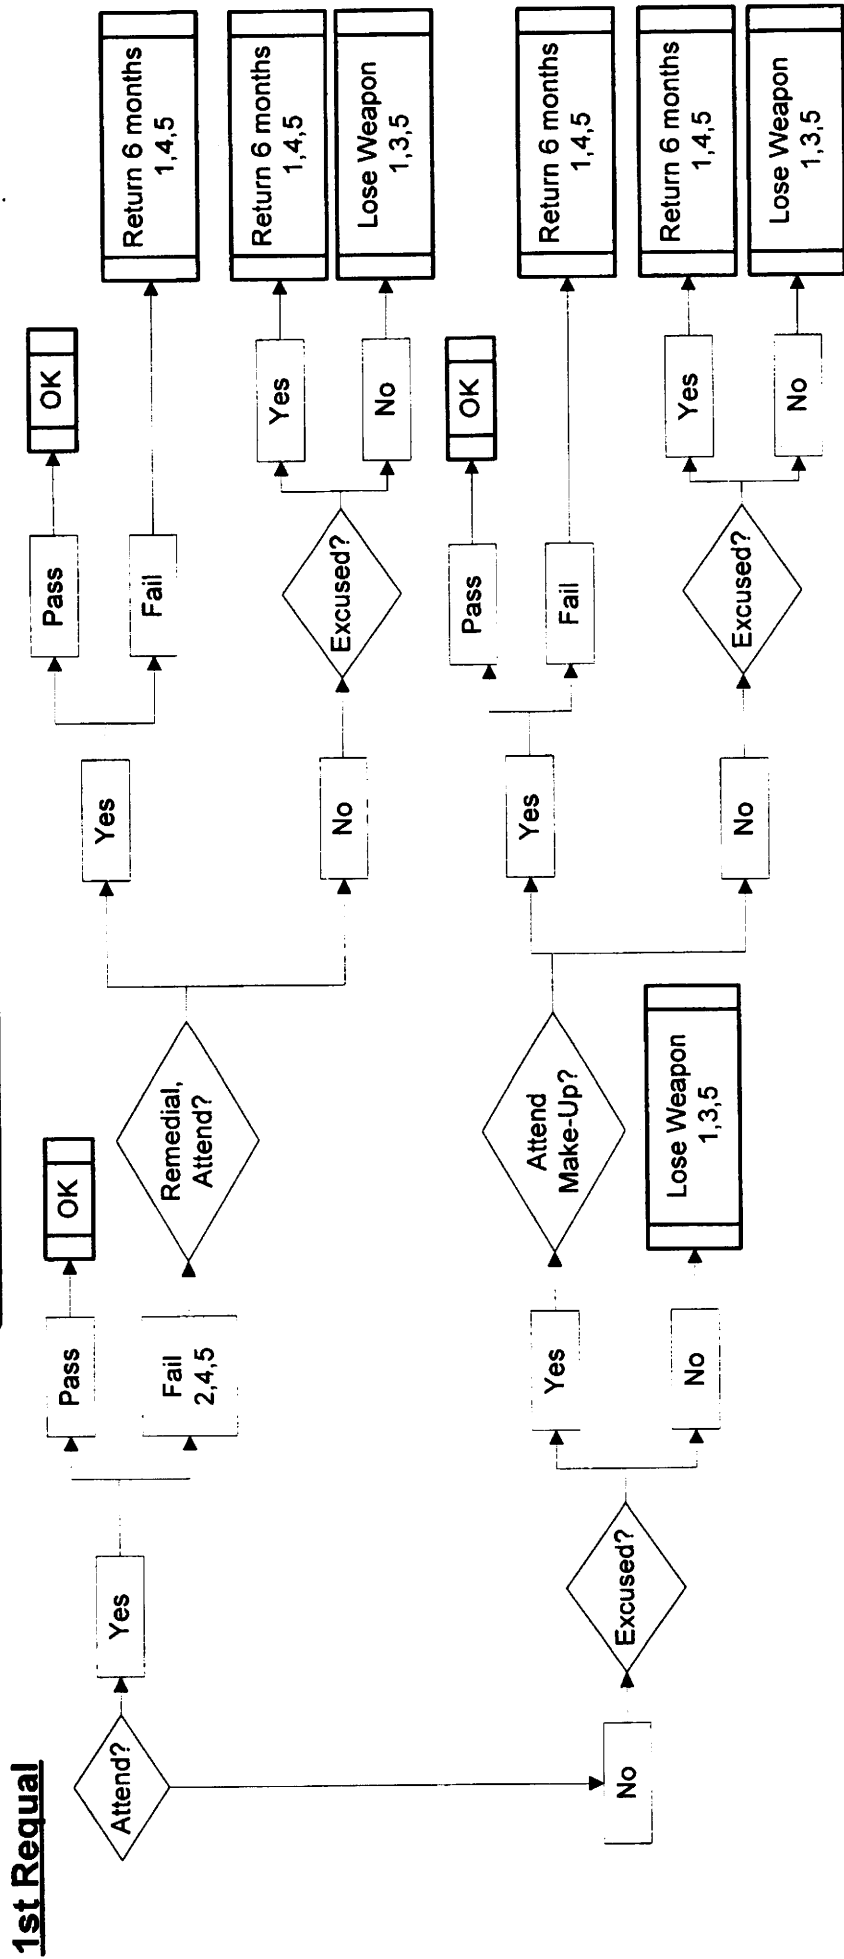 1st Requal
Attend?
Yes
Pass
OK
Fail
2,4,5
Remedial,
Attend?
Yes
Pass
OK
Fail
Return 6 months
1,4,5
No
Excused?
Yes
Return 6 months
1,4,5
No
Lose Weapon
1,3,5
No
Excused?
Yes
Attend
Make-Up?
Yes
Pass
OK
Fail
Return 6 months
1,4,5
No
Excused?
Yes
Return 6 months
1,4,5
No
Lose Weapon
1,3,5
No
Lose Weapon
1,3,5